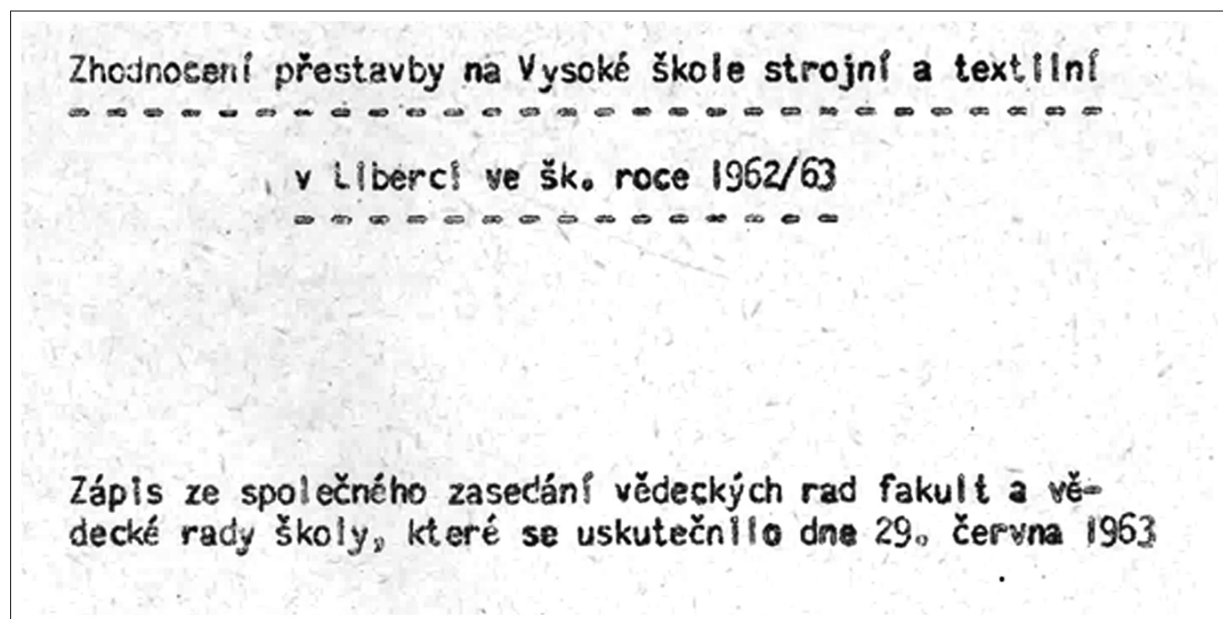 Zhodnocení přestavby na Vysoké škole strojní a textilní
v Liberci ve šk. roce 1962/63
Zápis ze společného zasedání vědeckých rad fakult a vě-
decké rady školy, které se uskutečnilo dne 29. června 1963